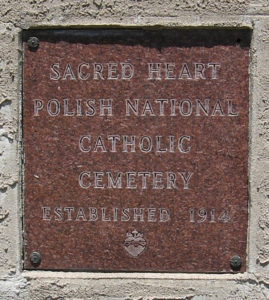 SACRED HEART
POLISH NATIONAL
CATHOLIC
CEMETERY
ESTABLISHED 1914